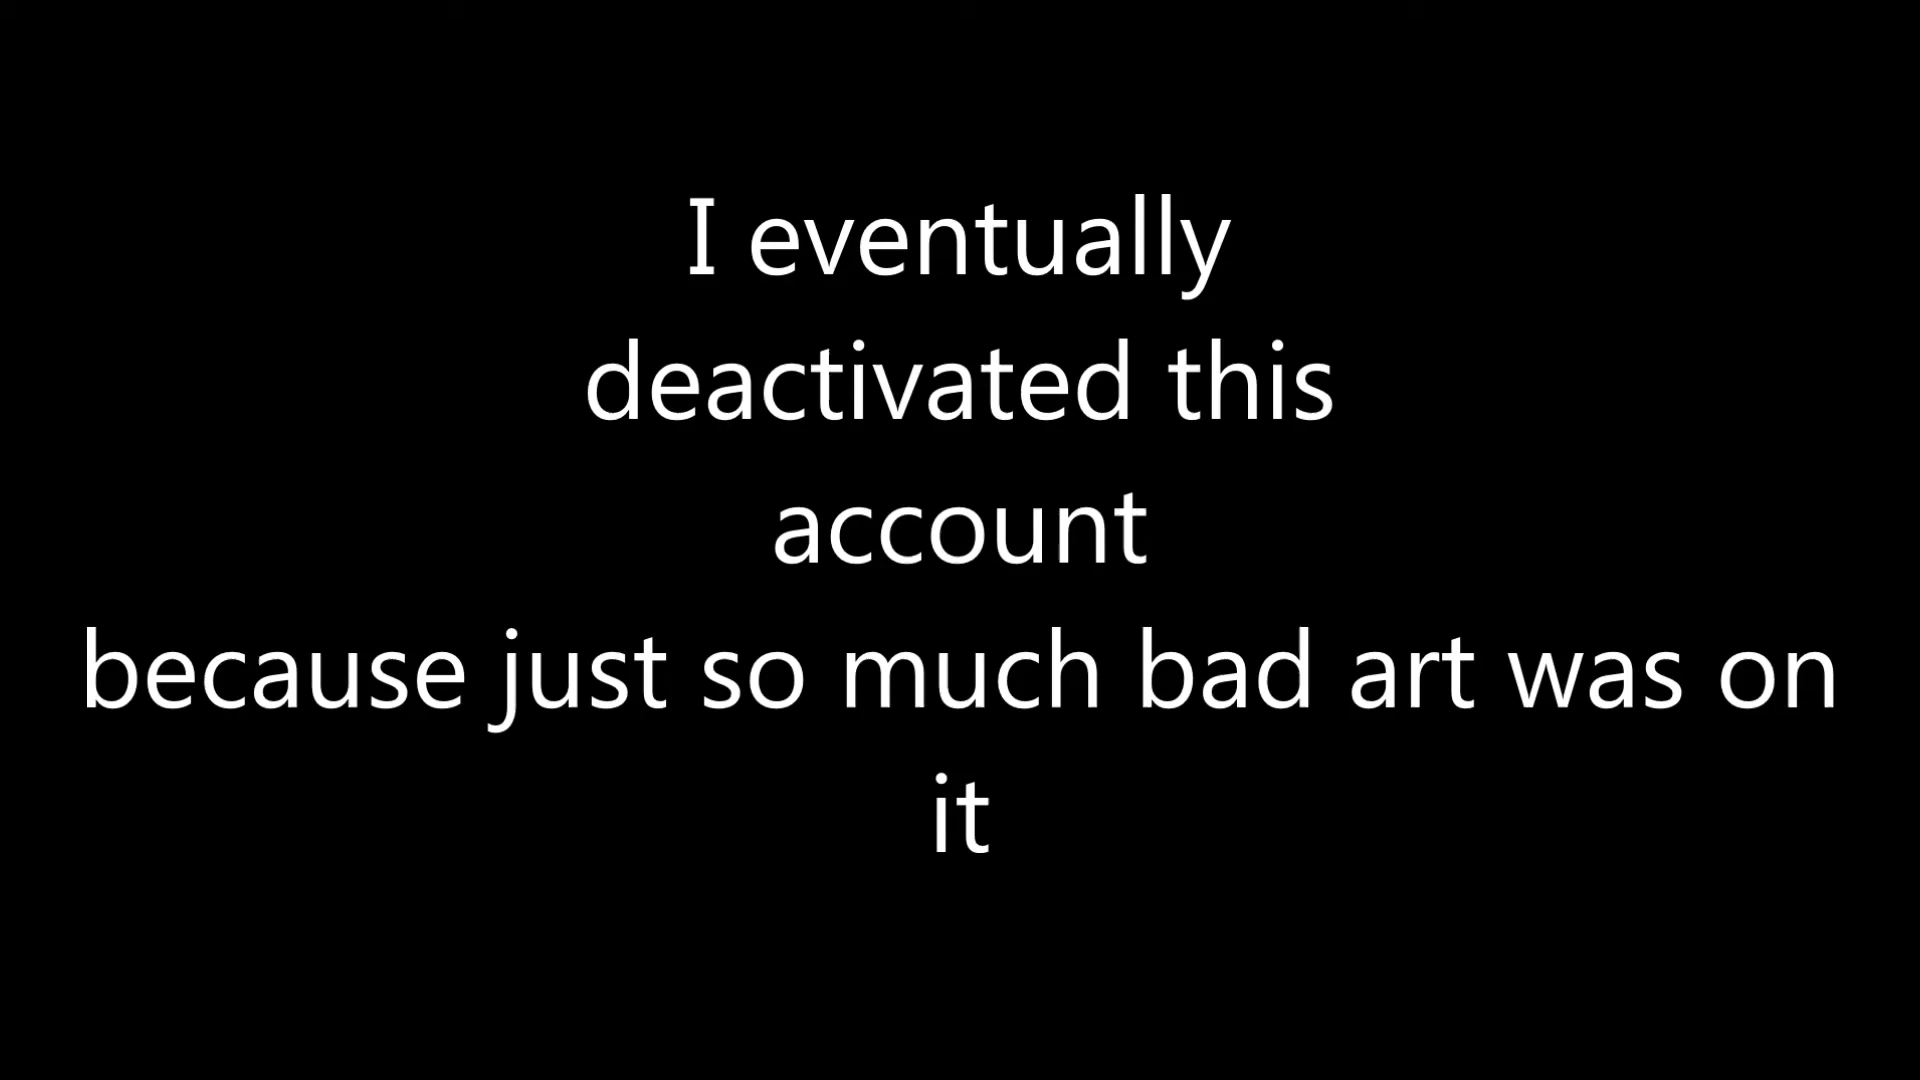 I eventually
deactivated this
account
because just so much bad art was on
it